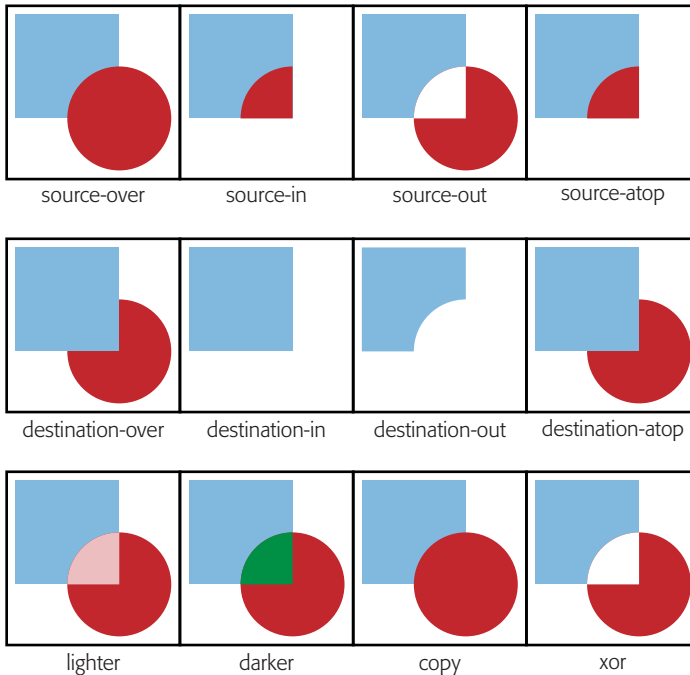 source-over source-in source-out source-atop
destination-over destination-in destination-out destination-atop
lighter darker copy xor